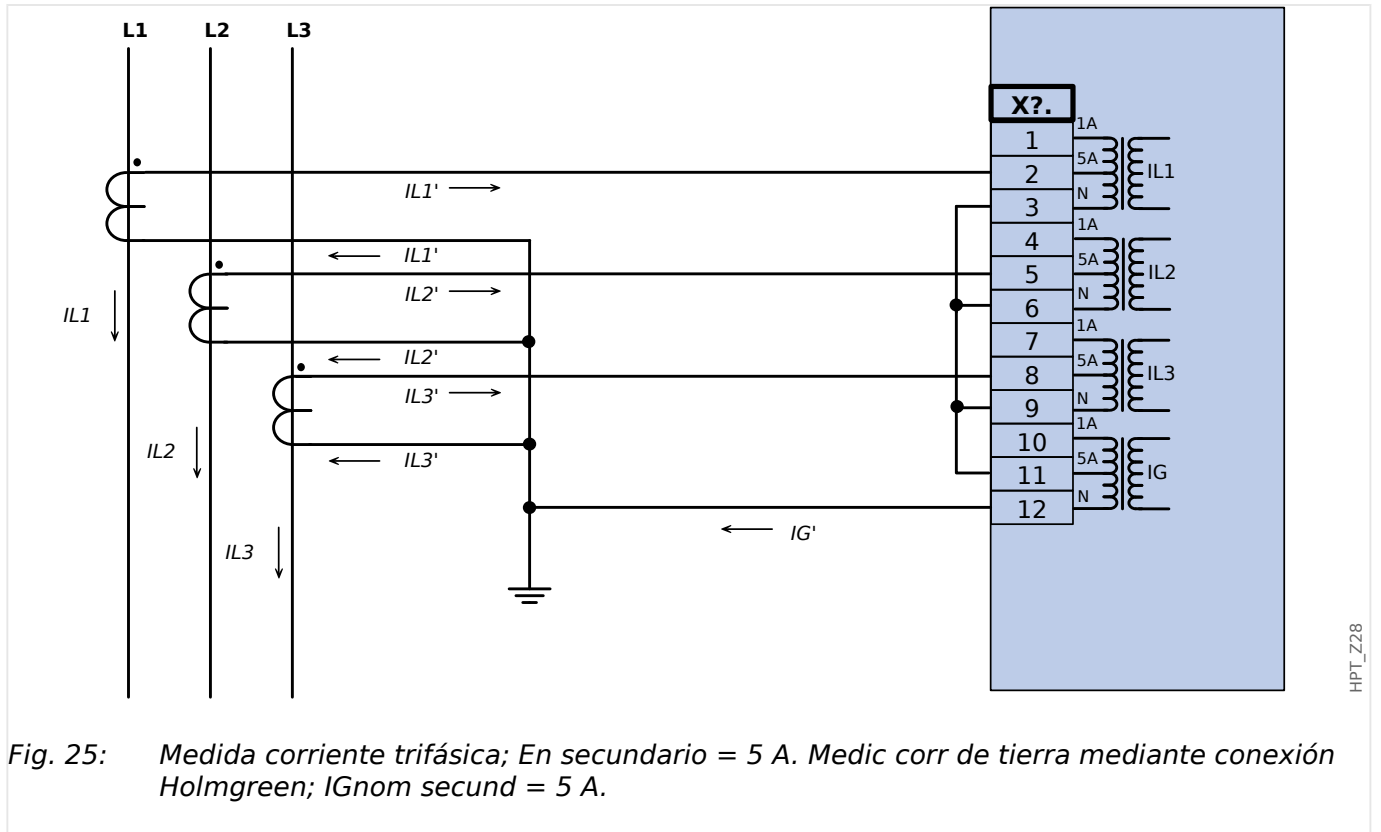 L1 L2 L3
X?.
1 1A
2 5A IL1
3 N
4 1A
5 5A IL2
6 N
7 1A
8 5A IL3
9 N
10 1A
11 5A IG
12 N
IL1'
IL1'
IL2'
IL1
IL2'
IL3'
IL2
IL3'
IG'
IL3
HPT_Z28
Fig. 25: Medida corriente trifásica; En secundario = 5 A. Medic corr de tierra mediante conexión
Holmgreen; IGnom secund = 5 A.